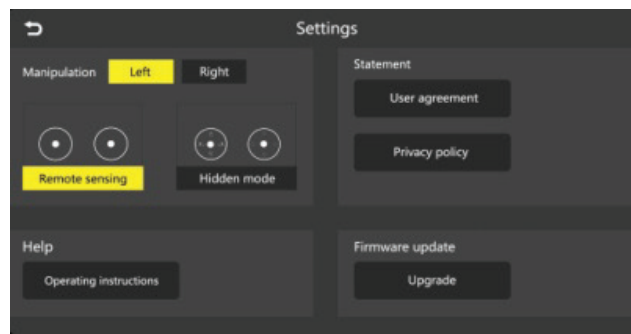 Settings
Manipulation Left Right
Remote sensing Hidden mode
Statement
User agreement
Privacy policy
Help
Operating instructions
Firmware update
Upgrade